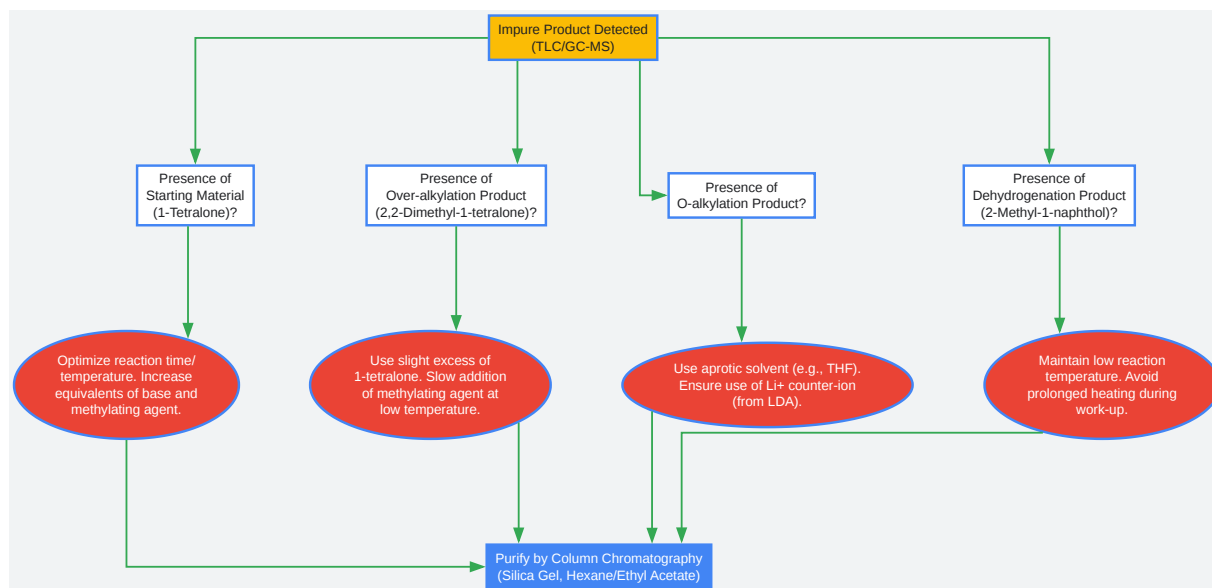 Impure Product Detected
(TLC/GC-MS)
Presence of
Starting Material
(1-Tetralone)?
Presence of
Over-alkylation Product
(2,2-Dimethyl-1-tetralone)?
Presence of
O-alkylation Product?
Presence of
Dehydrogenation Product
(2-Methyl-1-naphthol)?
Optimize reaction time/
temperature. Increase
equivalents of base and
methylating agent.
Use slight excess of
1-tetralone. Slow addition
of methylating agent at
low temperature.
Use aprotic solvent (e.g., THF).
Ensure use of Li+ counter-ion
(from LDA).
Maintain low reaction
temperature. Avoid
prolonged heating during
work-up.
Purify by Column Chromatography
(Silica Gel, Hexane/Ethyl Acetate)